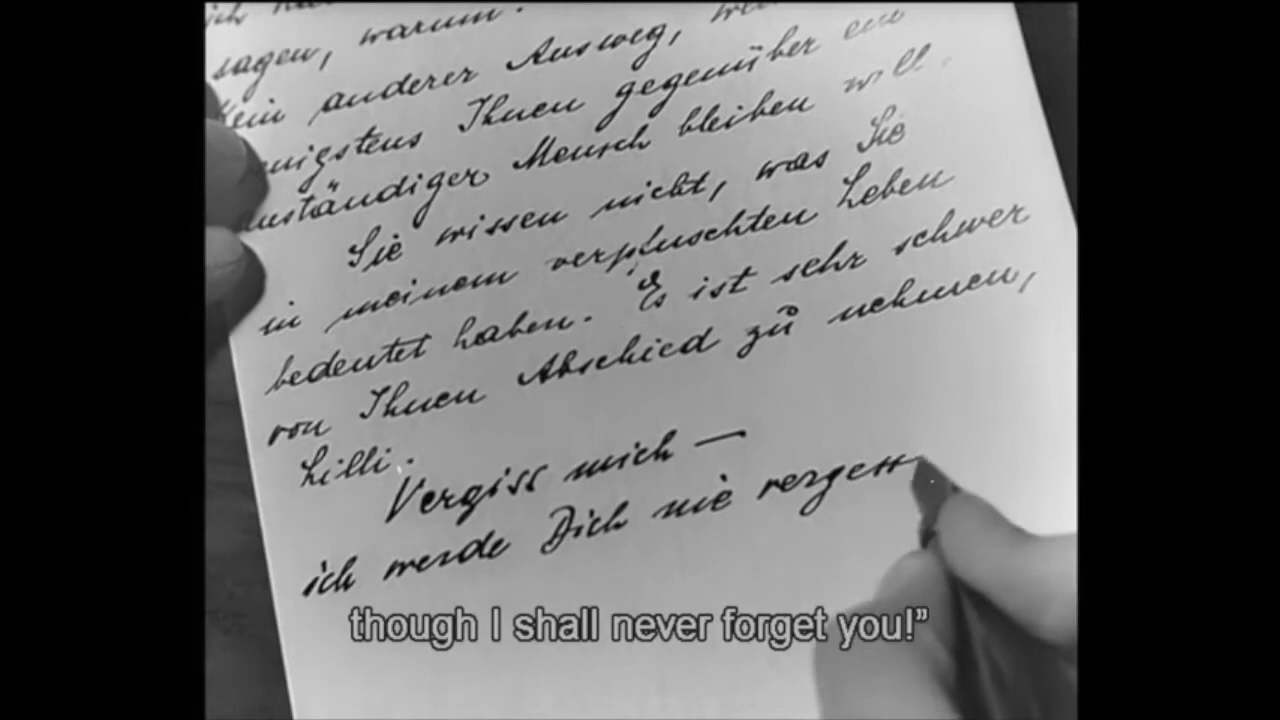 sagen, warum.
Kein anderer Ausweg,
wenigstens Ihnen gegenüber ein
anständiger Mensch bleiben will.
Sie wissen nicht, was Sie
in meinem verpfuschten Leben
bedeutet haben. Es ist sehr schwer
von Ihnen Abschied zu nehmen,
Lilli.
Vergiss mich —
ich werde Dich nie vergess
though I shall never forget you!”